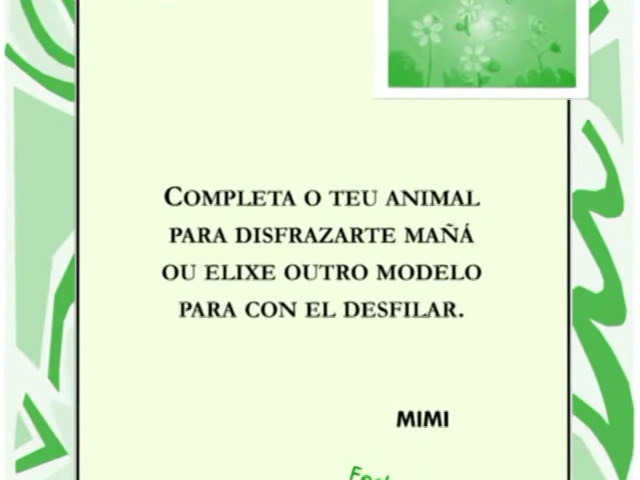 COMPLETA O TEU ANIMAL
PARA DISFRAZARTE MAÑÁ
OU ELIXE OUTRO MODELO
PARA CON EL DESFILAR.
MIMI